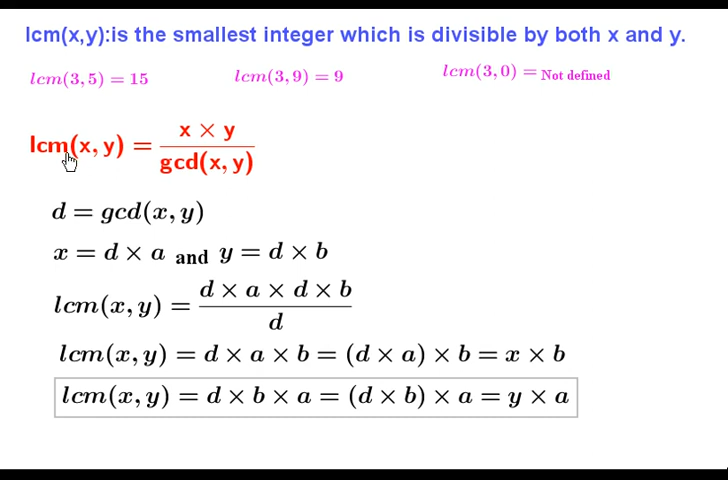 lcm(x,y):is the smallest integer which is divisible by both x and y.
lcm(3,5) = 15 lcm(3,9) = 9 lcm(3,0) = Not defined
lcm(x, y) = x × y / gcd(x, y)
d = gcd(x, y)
x = d × a and y = d × b
lcm(x, y) = d × a × d × b / d
lcm(x, y) = d × a × b = (d × a) × b = x × b
lcm(x, y) = d × b × a = (d × b) × a = y × a